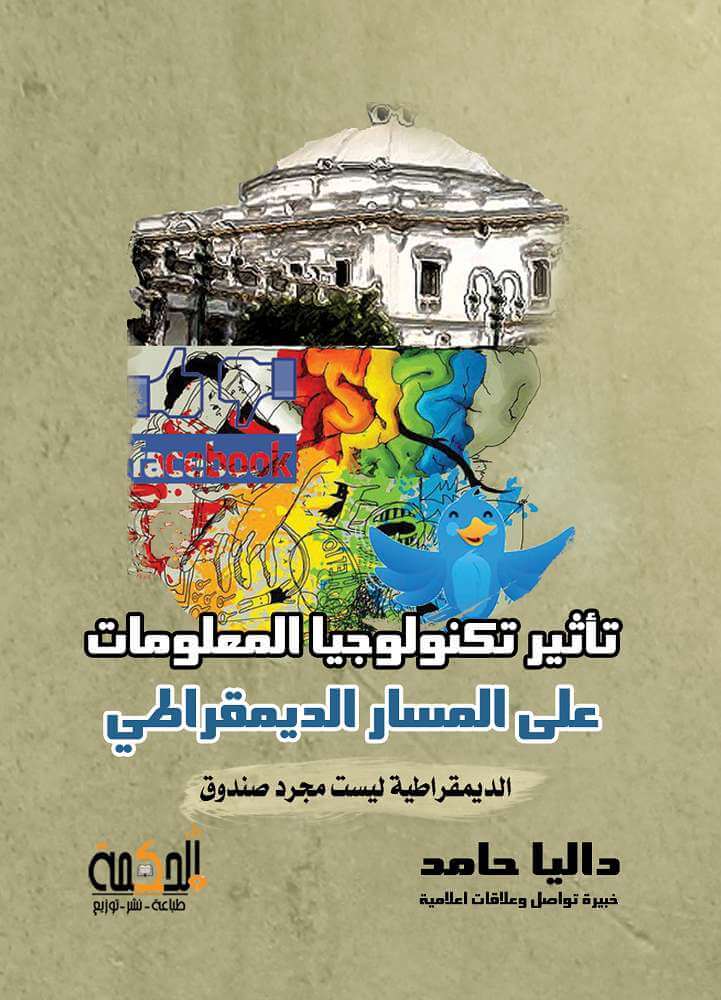 facebook
تأثير تكنولوجيا المعلومات
على المسار الديمقراطي
الديمقراطية ليست مجرد صندوق
داليا حامد
خبيرة تواصل وعلاقات اعلامية
الحكمة
طباعة - نشر - توزيع